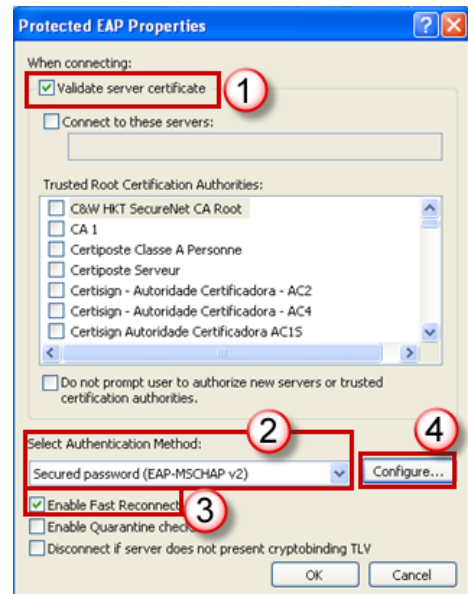 Protected EAP Properties
When connecting:
Validate server certificate
1
Connect to these servers:
Trusted Root Certification Authorities:
C&W HKT SecureNet CA Root
CA 1
Certiposte Classe A Personne
Certiposte Serveur
Certisign - Autoridade Certificadora - AC2
Certisign - Autoridade Certificadora - AC4
Certisign Autoridade Certificadora AC1S
Do not prompt user to authorize new servers or trusted
certification authorities.
2
4
Select Authentication Method:
Secured password (EAP-MSCHAP v2)
Configure...
Enable Fast Reconnect
3
Enable Quarantine
Disconnect if server does not present cryptobinding TLV
OK
Cancel